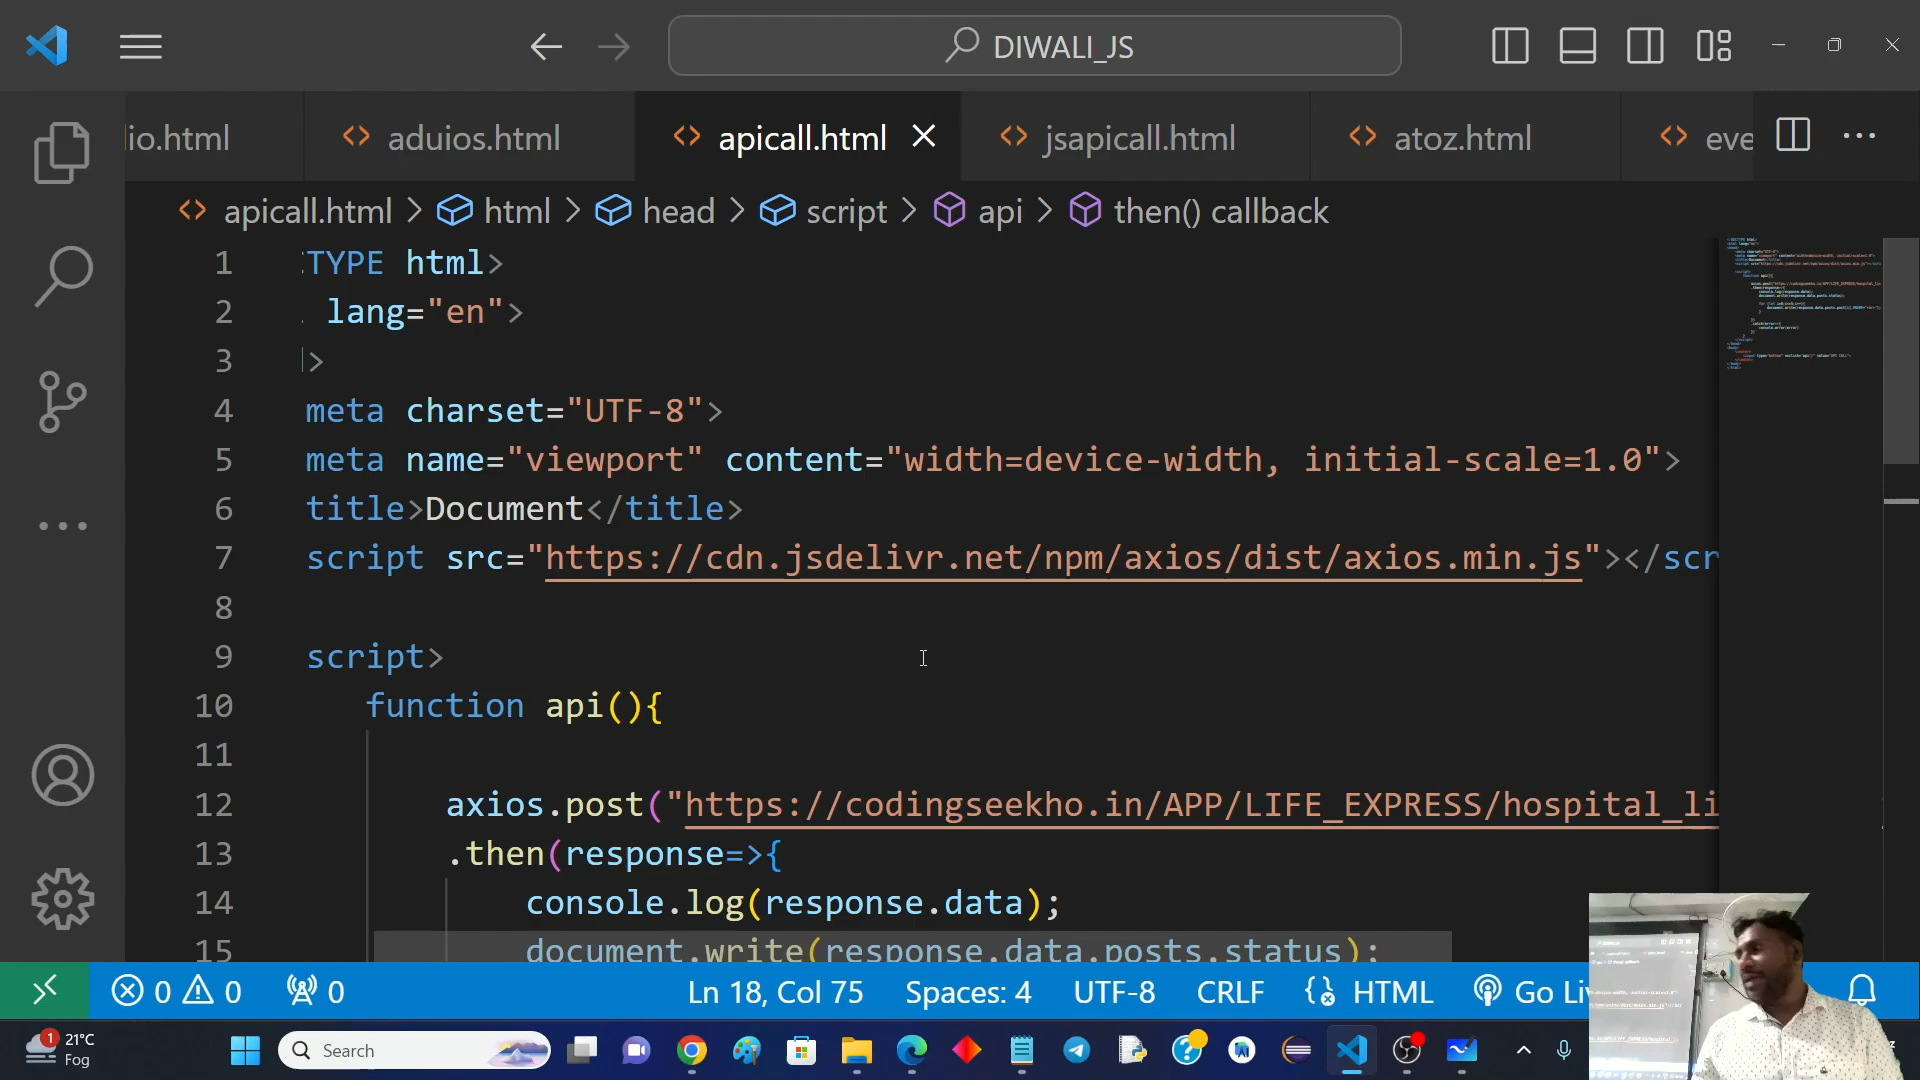 DIWALI_JS
io.html
aduios.html
apicall.html
jsapicall.html
atoz.html
eve
apicall.html > html > head > script > api > then() callback
1 TYPE html>
2 lang="en">
3 >
4 meta charset="UTF-8">
5 meta name="viewport" content="width=device-width, initial-scale=1.0">
6 title>Document</title>
7 script src="https://cdn.jsdelivr.net/npm/axios/dist/axios.min.js"></scr
8
9 script>
10 function api(){
11
12 axios.post("https://codingseekho.in/APP/LIFE_EXPRESS/hospital_li
13 .then(response=>{
14 console.log(response.data);
15 document.write(response.data.posts.status);
0 0 0 Ln 18, Col 75 Spaces: 4 UTF-8 CRLF HTML Go Li
1 21°C
Fog
Search